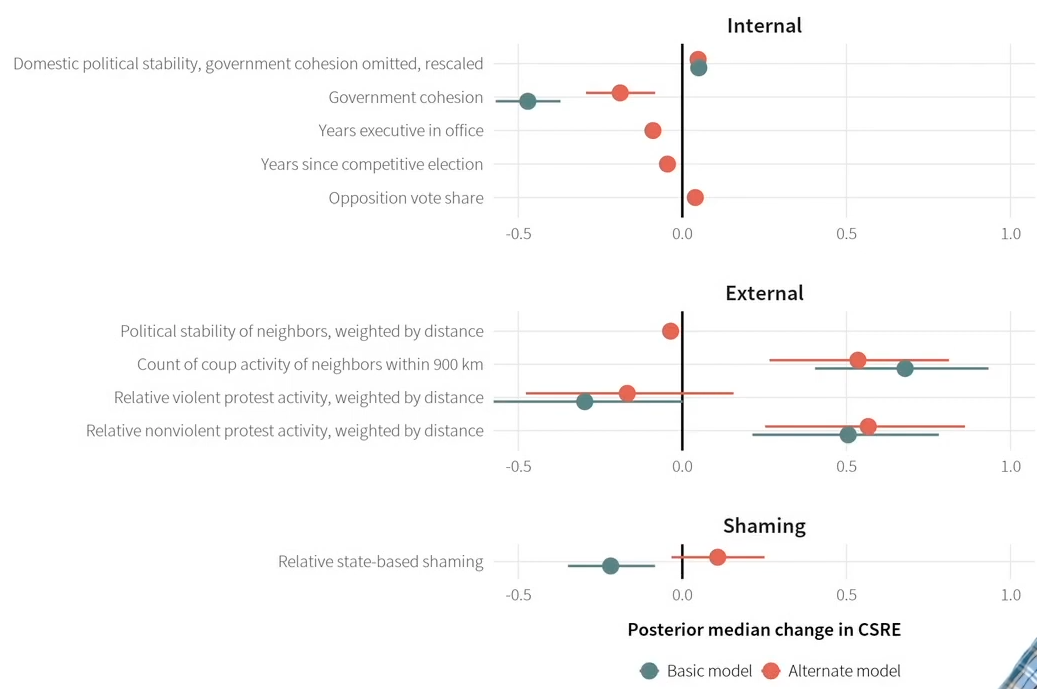 Internal
Domestic political stability, government cohesion omitted, rescaled
Government cohesion
Years executive in office
Years since competitive election
Opposition vote share
-0.5 0.0 0.5 1.0
External
Political stability of neighbors, weighted by distance
Count of coup activity of neighbors within 900 km
Relative violent protest activity, weighted by distance
Relative nonviolent protest activity, weighted by distance
-0.5 0.0 0.5 1.0
Shaming
Relative state-based shaming
-0.5 0.0 0.5 1.0
Posterior median change in CSRE
Basic model Alternate model